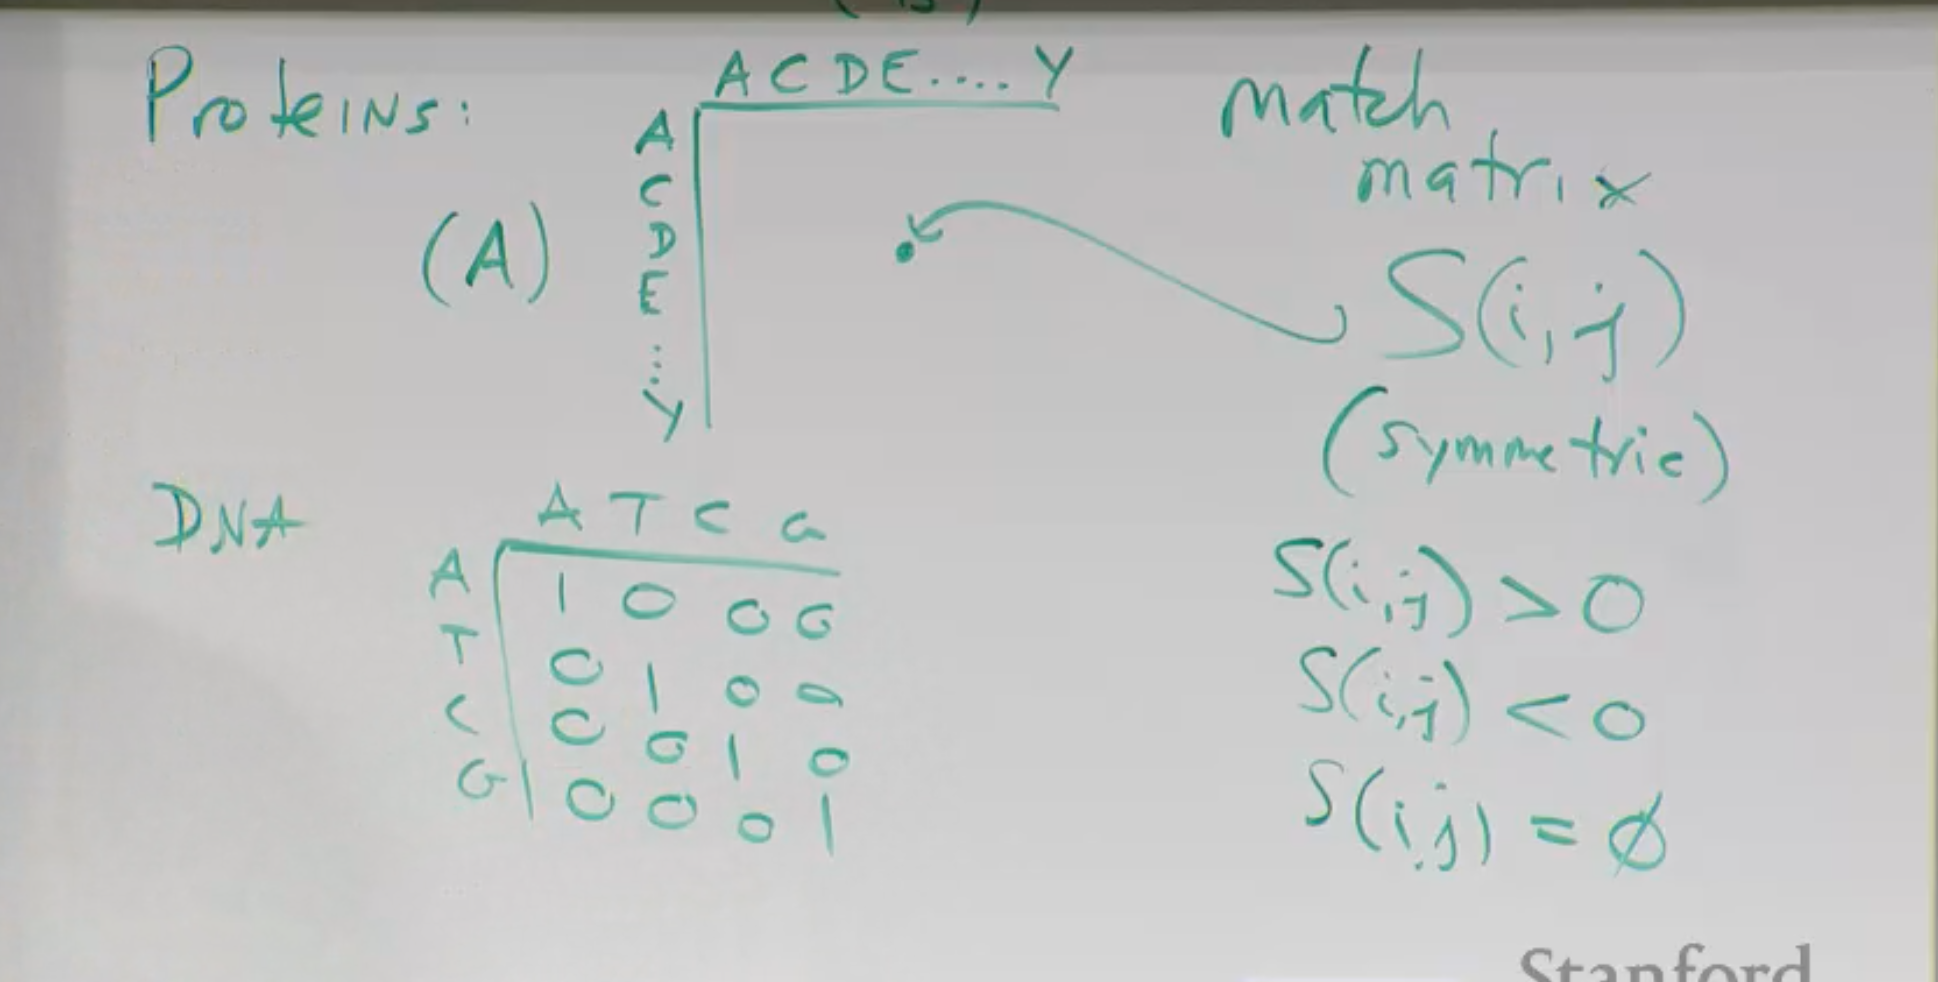 Proteins:
A C D E .... Y
A
C
D
E
...
Y
(A)
match
matrix
S(i,j)
(symmetric)
DNA
A T C G
A 1 0 0 0
T 0 1 0 0
C 0 0 1 0
G 0 0 0 1
S(i,j) > 0
S(i,j) < 0
S(i,j) = ∅
Stanford